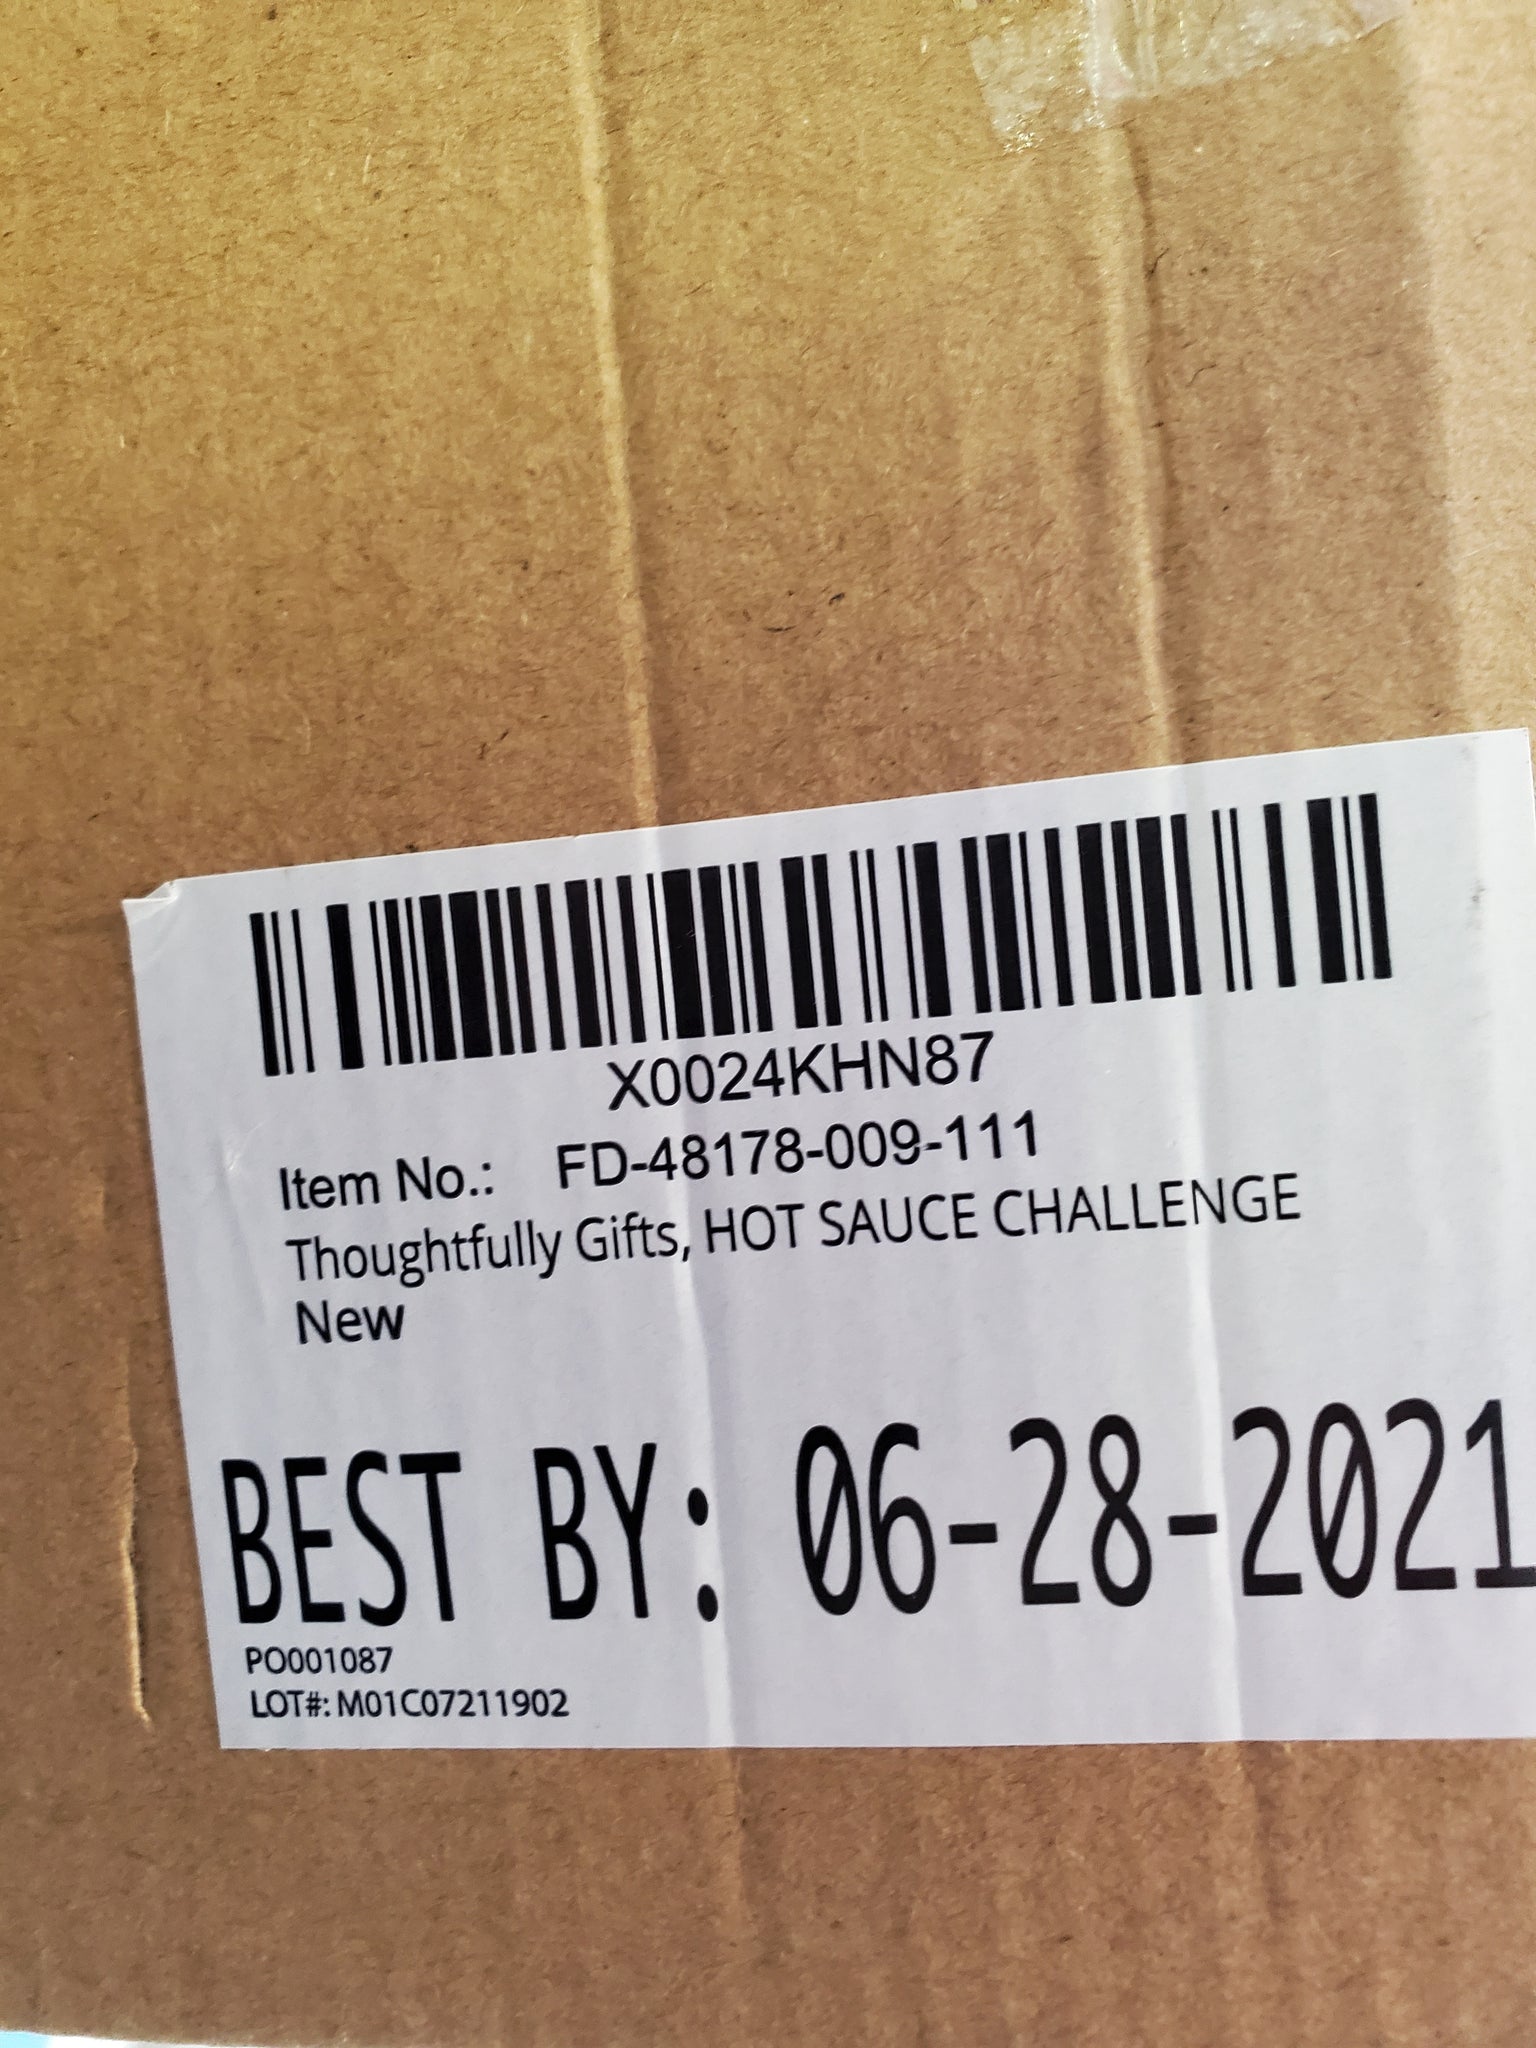 X0024KHN87
Item No.: FD-48178-009-111
Thoughtfully Gifts, HOT SAUCE CHALLENGE
New
BEST BY: 06-28-2021
PO001087
LOT#: M01C07211902